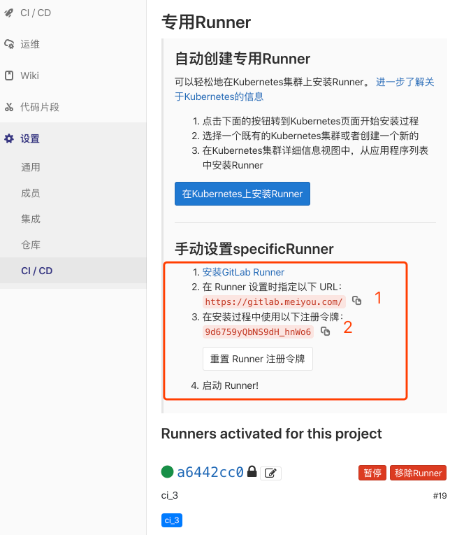 CI / CD
运维
Wiki
代码片段
设置
通用
成员
集成
仓库
CI / CD
专用Runner
自动创建专用Runner
可以轻松地在Kubernetes集群上安装Runner， 进一步了解关
于Kubernetes的信息
1. 点击下面的按钮转到Kubernetes页面开始安装过程
2. 选择一个既有的Kubernetes集群或者创建一个新的
3. 在Kubernetes集群详细信息视图中，从应用程序列表
中安装Runner
在Kubernetes上安装Runner
手动设置specificRunner
1. 安装GitLab Runner
2. 在 Runner 设置时指定以下 URL:
https://gitlab.meiyou.com/ 1
3. 在安装过程中使用以下注册令牌:
9d6759yQbNS9dH_hnWo6 2
重置 Runner 注册令牌
4. 启动 Runner!
Runners activated for this project
a6442cc0 暂停 移除Runner
ci_3 #19
ci_3